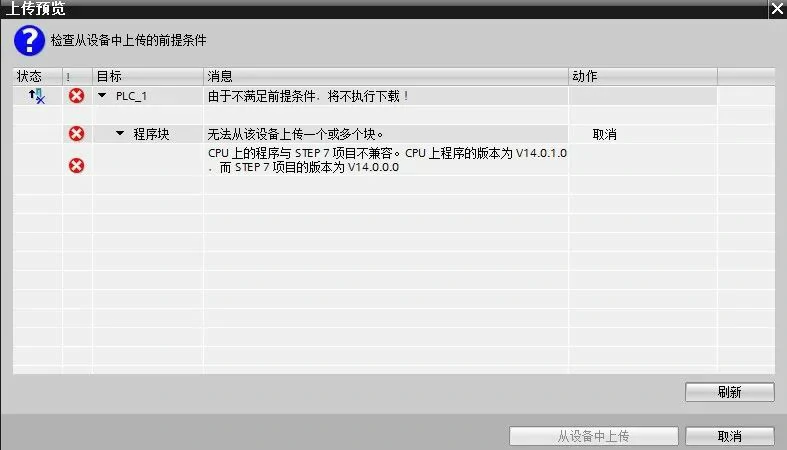 上传预览
?
检查从设备中上传的前提条件
状态 ! 目标 消息 动作
PLC_1 由于不满足前提条件，将不执行下载！
程序块 无法从该设备上传一个或多个块。 取消
CPU 上的程序与 STEP 7 项目不兼容。CPU 上程序的版本为 V14.0.1.0
，而 STEP 7 项目的版本为 V14.0.0.0
刷新
从设备中上传 取消